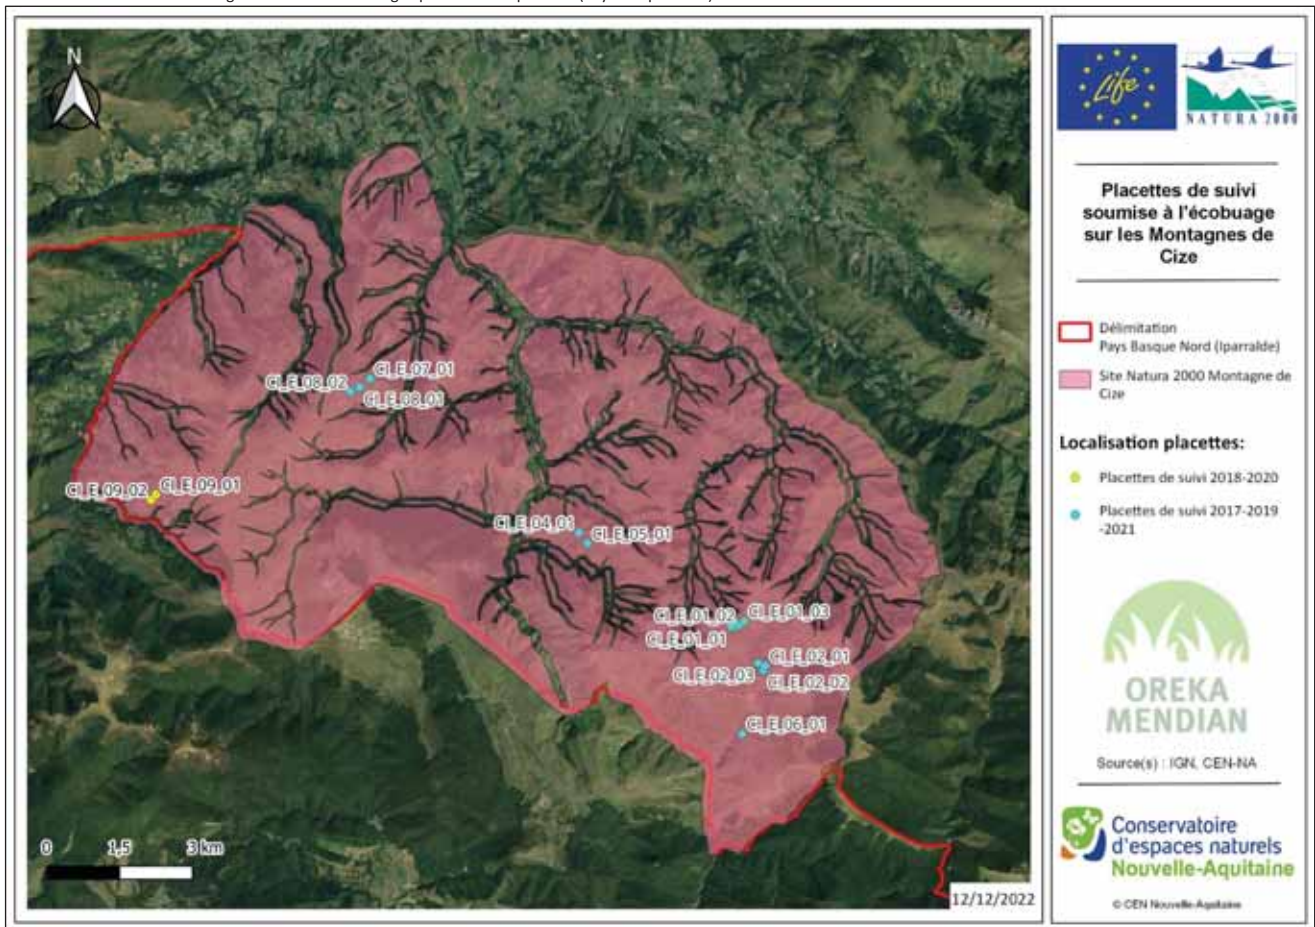 N
CI_E_07_01
CI_E_08_02
CI_E_08_01
CI_E_09_02
CI_E_09_01
CI_E_04_01
CI_E_05_01
CI_E_01_02
CI_E_01_03
CI_E_01_01
CI_E_02_01
CI_E_02_03
CI_E_02_02
CI_E_06_01
0 1,5 3 km
12/12/2022
Life
NATURA 2000
Placettes de suivi
soumise à l'écobuage
sur les Montagnes de
Cize
Délimitation
Pays Basque Nord (Iparralde)
Site Natura 2000 Montagne de
Cize
Localisation placettes:
Placettes de suivi 2018-2020
Placettes de suivi 2017-2019
-2021
OREKA
MENDIAN
Source(s) : IGN, CEN-NA
Conservatoire
d'espaces naturels
Nouvelle-Aquitaine
© CEN Nouvelle-Aquitaine